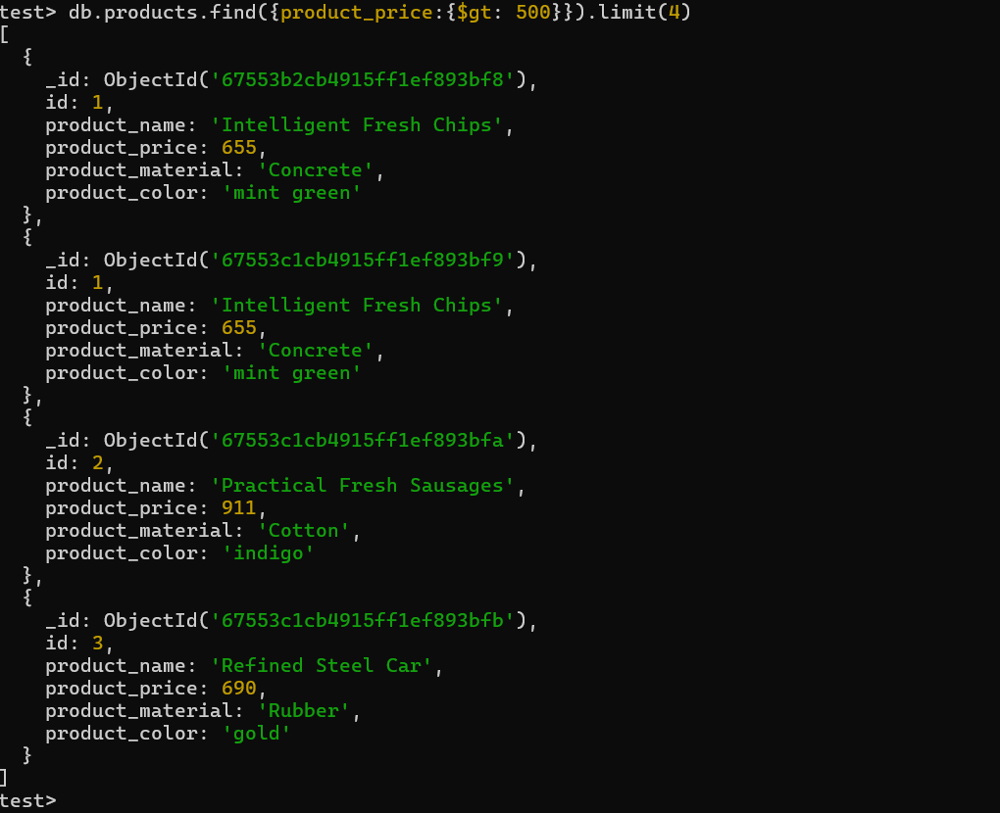 test> db.products.find({product_price:{$gt: 500}}).limit(4)
[
  {
    _id: ObjectId('67553b2cb4915ff1ef893bf8'),
    id: 1,
    product_name: 'Intelligent Fresh Chips',
    product_price: 655,
    product_material: 'Concrete',
    product_color: 'mint green'
  },
  {
    _id: ObjectId('67553c1cb4915ff1ef893bf9'),
    id: 1,
    product_name: 'Intelligent Fresh Chips',
    product_price: 655,
    product_material: 'Concrete',
    product_color: 'mint green'
  },
  {
    _id: ObjectId('67553c1cb4915ff1ef893bfa'),
    id: 2,
    product_name: 'Practical Fresh Sausages',
    product_price: 911,
    product_material: 'Cotton',
    product_color: 'indigo'
  },
  {
    _id: ObjectId('67553c1cb4915ff1ef893bfb'),
    id: 3,
    product_name: 'Refined Steel Car',
    product_price: 690,
    product_material: 'Rubber',
    product_color: 'gold'
  }
]
test>